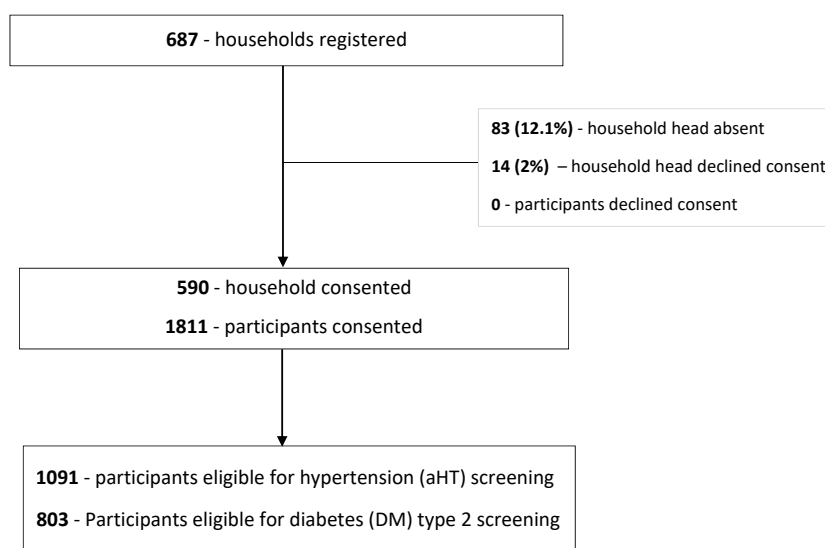 687 - households registered
83 (12.1%) - household head absent
14 (2%) – household head declined consent
0 - participants declined consent
590 - household consented
1811 - participants consented
1091 - participants eligible for hypertension (aHT) screening
803 - Participants eligible for diabetes (DM) type 2 screening